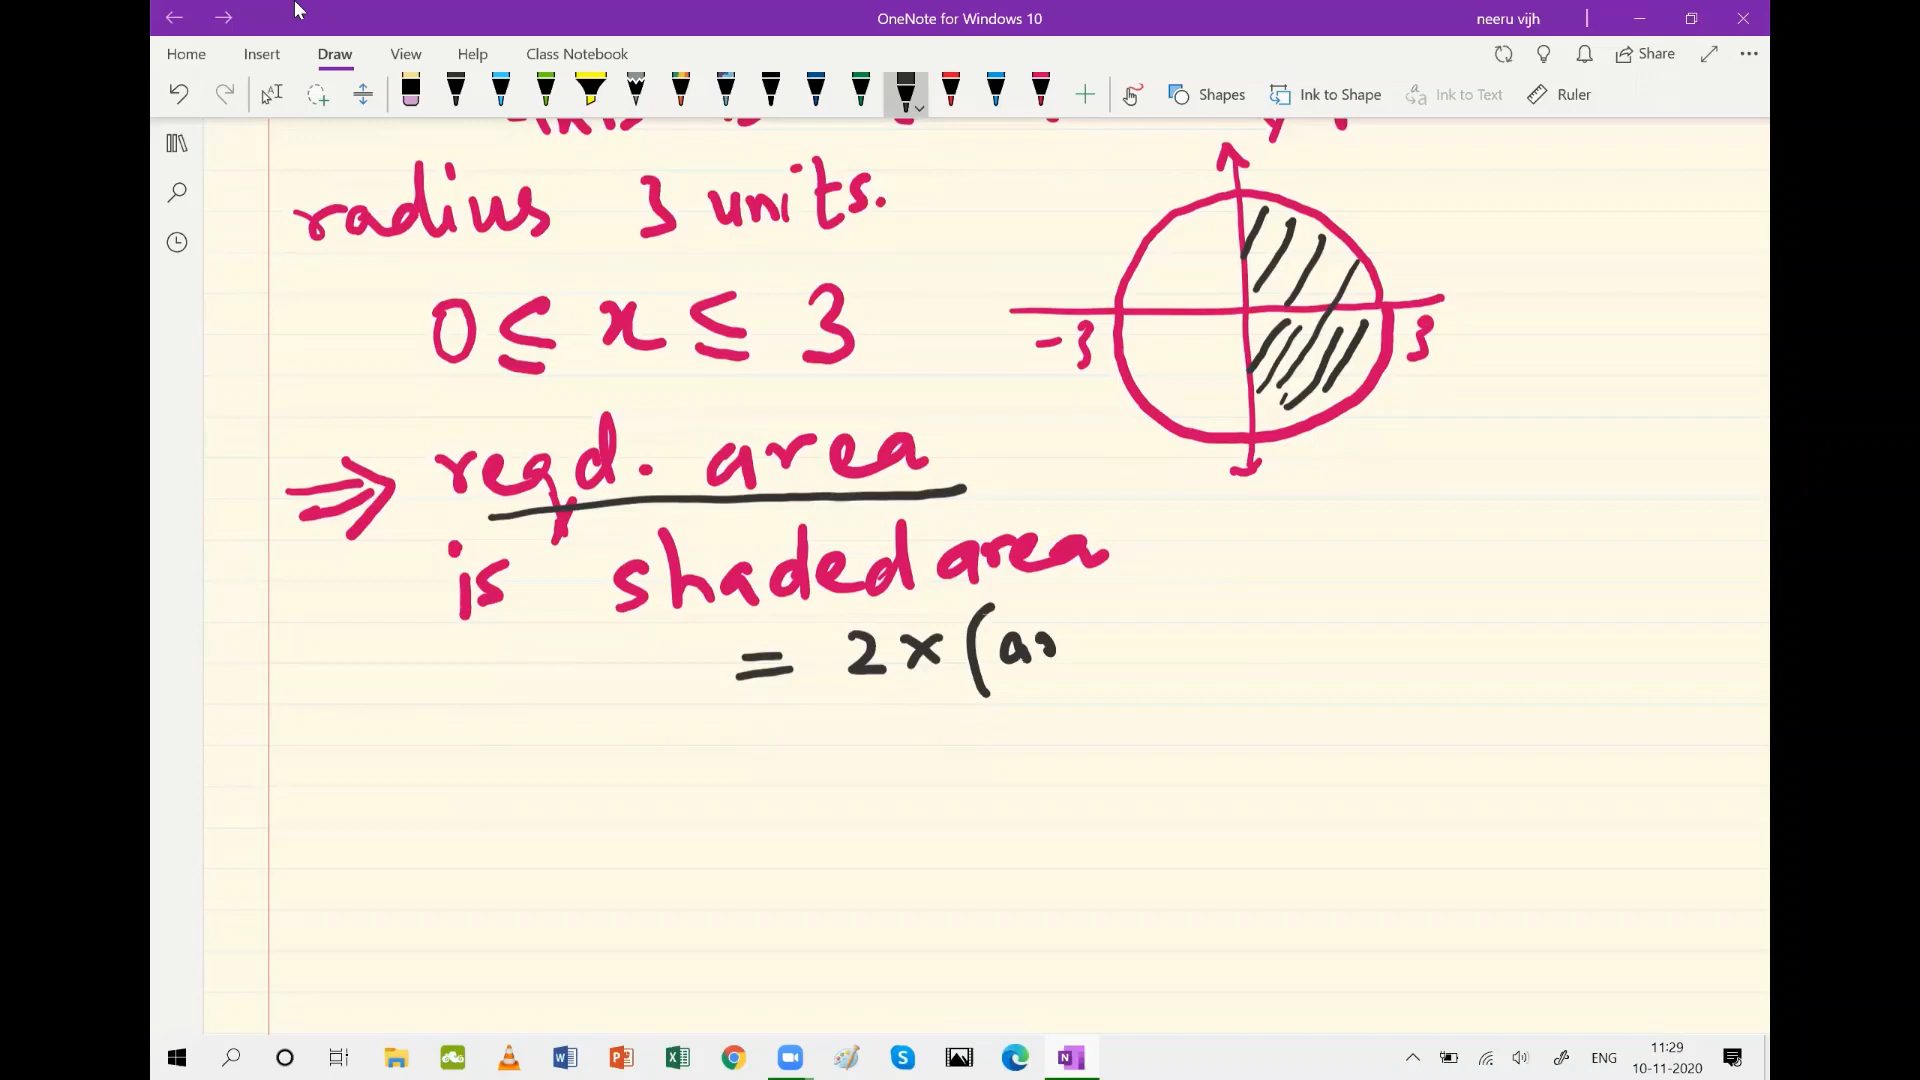 OneNote for Windows 10
neeru vijh
Home Insert Draw View Help Class Notebook
Share
Shapes
Ink to Shape
Ink to Text
Ruler
radius 3 units.
0 ≤ x ≤ 3
-3
3
⇒ reqd. area
is shaded area
= 2 × (
ENG
11:29
10-11-2020